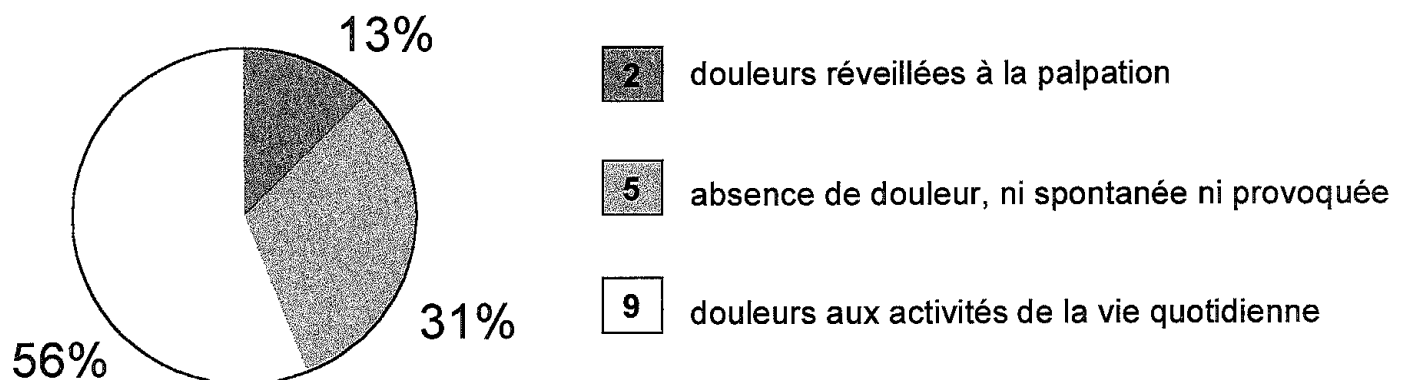 13%
2 douleurs réveillées à la palpation
5 absence de douleur, ni spontanée ni provoquée
31%
9 douleurs aux activités de la vie quotidienne
56%